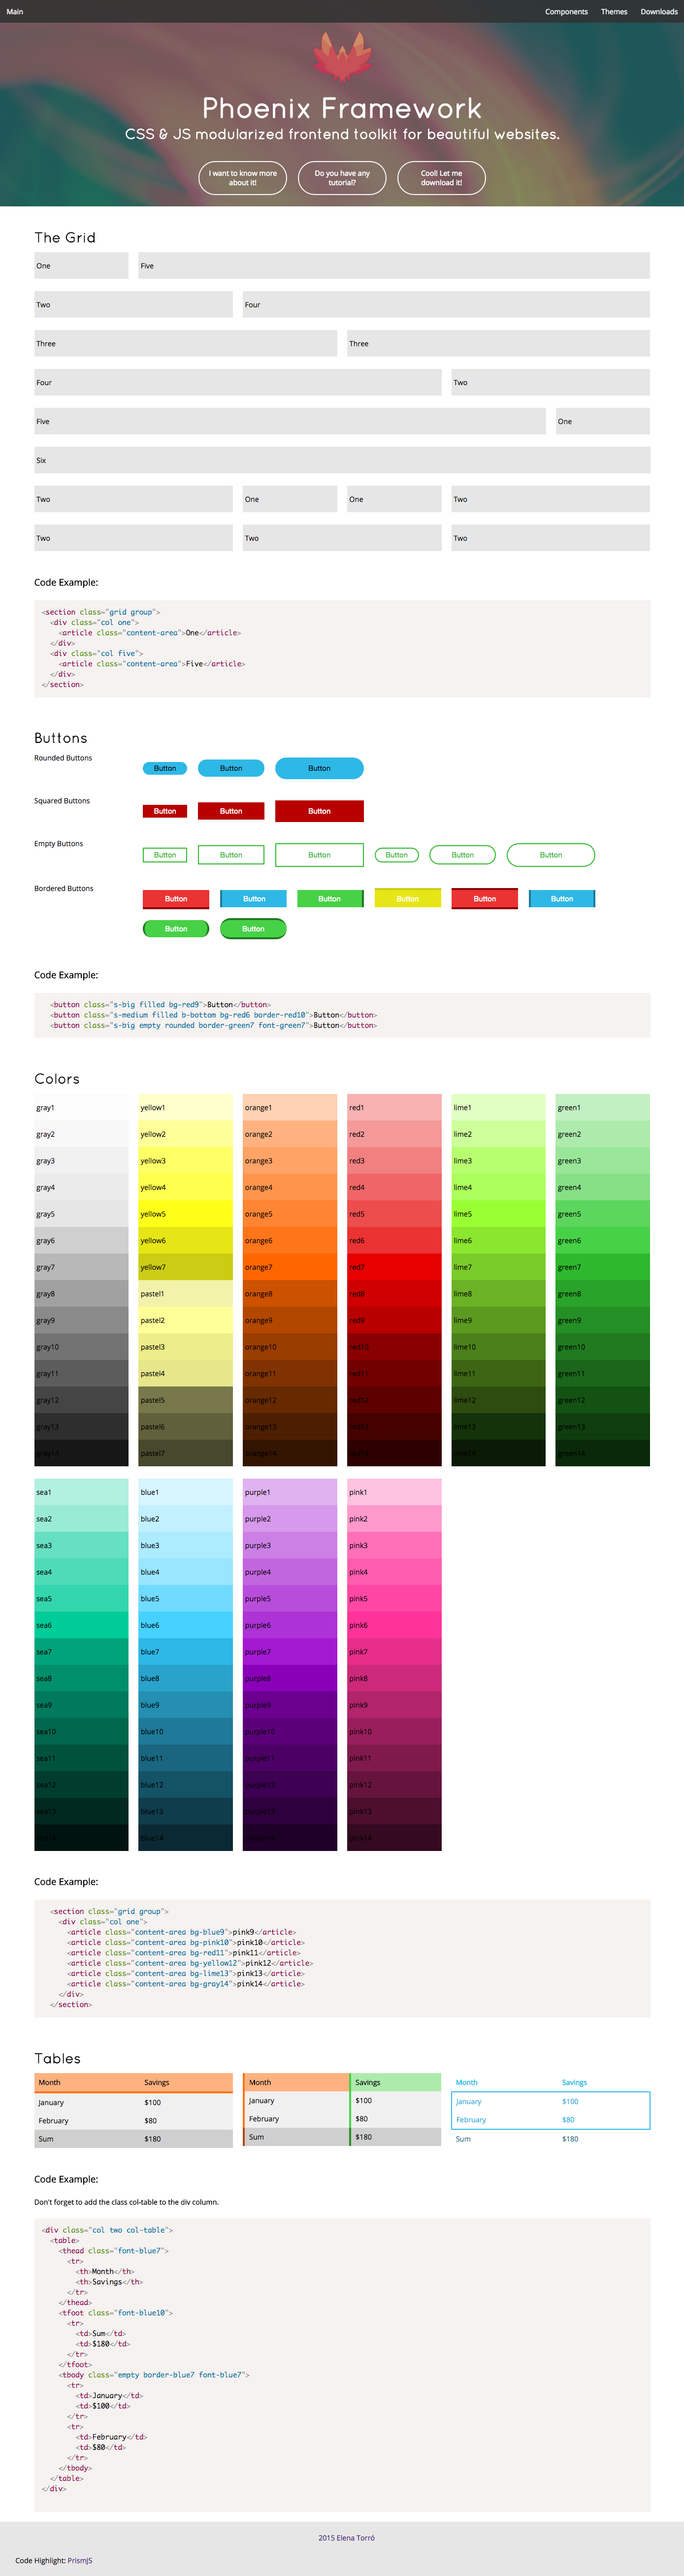 Main Components Themes Downloads
Phoenix Framework
CSS & JS modularized frontend toolkit for beautiful websites.
I want to know more
about it!
Do you have any
tutorial?
Cool! Let me
download it!
The Grid
One Five
Two Four
Three Three
Four Two
Five One
Six
Two One One Two
Two Two Two
Code Example:
<section class="grid group">
<div class="col one">
<article class="content-area">One</article>
</div>
<div class="col five">
<article class="content-area">Five</article>
</div>
</section>
Buttons
Rounded Buttons Button Button Button
Squared Buttons Button Button Button
Empty Buttons Button Button Button Button Button Button
Bordered Buttons Button Button Button Button Button Button
Button Button
Code Example:
<button class="s-big filled bg-red9">Button</button>
<button class="s-medium filled b-bottom bg-red6 border-red10">Button</button>
<button class="s-big empty rounded border-green7 font-green7">Button</button>
Colors
gray1 yellow1 orange1 red1 lime1 green1
gray2 yellow2 orange2 red2 lime2 green2
gray3 yellow3 orange3 red3 lime3 green3
gray4 yellow4 orange4 red4 lime4 green4
gray5 yellow5 orange5 red5 lime5 green5
gray6 yellow6 orange6 red6 lime6 green6
gray7 yellow7 orange7 red7 lime7 green7
gray8 pastel1 orange8 red8 lime8 green8
gray9 pastel2 orange9 red9 lime9 green9
gray10 pastel3 orange10 red10 lime10 green10
gray11 pastel4 orange11 red11 lime11 green11
gray12 pastel5 orange12 red12 lime12 green12
gray13 pastel6 orange13 lime13 green13
gray14 pastel7 orange14 lime14 green14
sea1 blue1 purple1 pink1
sea2 blue2 purple2 pink2
sea3 blue3 purple3 pink3
sea4 blue4 purple4 pink4
sea5 blue5 purple5 pink5
sea6 blue6 purple6 pink6
sea7 blue7 purple7 pink7
sea8 blue8 purple8 pink8
sea9 blue9 purple9 pink9
sea10 blue10 purple10 pink10
sea11 blue11 purple11 pink11
sea12 blue12 purple12 pink12
sea13 blue13 purple13 pink13
blue14 pink14
Code Example:
<section class="grid group">
<div class="col one">
<article class="content-area bg-blue9">pink9</article>
<article class="content-area bg-pink10">pink10</article>
<article class="content-area bg-red11">pink11</article>
<article class="content-area bg-yellow12">pink12</article>
<article class="content-area bg-lime13">pink13</article>
<article class="content-area bg-gray14">pink14</article>
</div>
</section>
Tables
Month Savings Month Savings Month Savings
January $100 January $100 January $100
February $80 February $80 February $80
Sum $180 Sum $180 Sum $180
Code Example:
Don't forget to add the class col-table to the div column.
<div class="col two col-table">
<table>
<thead class="font-blue7">
<tr>
<th>Month</th>
<th>Savings</th>
</tr>
</thead>
<tfoot class="font-blue10">
<tr>
<td>Sum</td>
<td>$180</td>
</tr>
</tfoot>
<tbody class="empty border-blue7 font-blue7">
<tr>
<td>January</td>
<td>$100</td>
</tr>
<tr>
<td>February</td>
<td>$80</td>
</tr>
</tbody>
</table>
</div>
2015 Elena Torró
Code Highlight: PrismJS